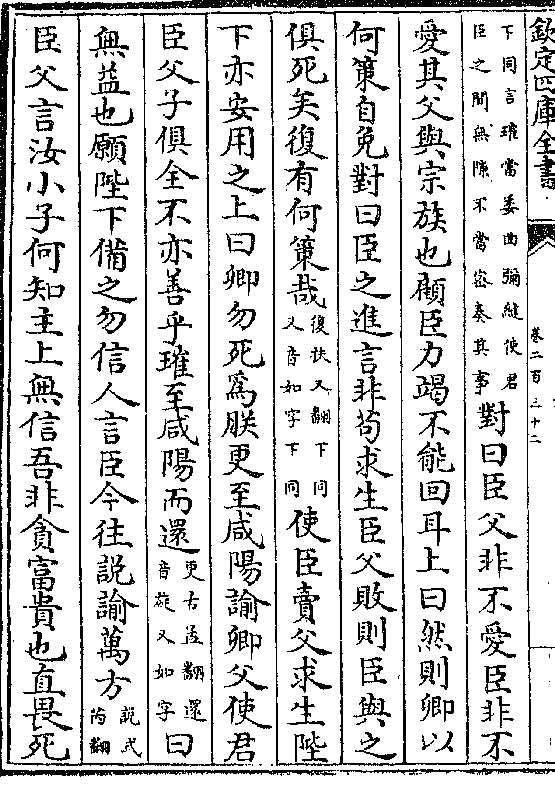 欽定四庫全書
卷二百三十二
下同言璀當委曲彌縫使君
臣之間無隙不當密奏其事
對曰臣父非不愛臣臣非不
愛其父與宗族也顧臣力竭不能回耳上曰然則卿以
何策自免對曰臣之進言非苟求生臣父敗則臣與之
俱死矣復有何策哉
復扶又翻下同
又音如字下同
使臣賣父求生陛
下亦安用之上曰卿勿死為朕更至咸陽諭卿父使君
臣父子俱全不亦善乎璀至咸陽而還
更古孟翻還
音旋又如字
曰
無益也願陛下備之勿信人言臣今往説諭萬方
説式
芮翻
臣父言汝小子何知主上無信吾非貪富貴也直畏死